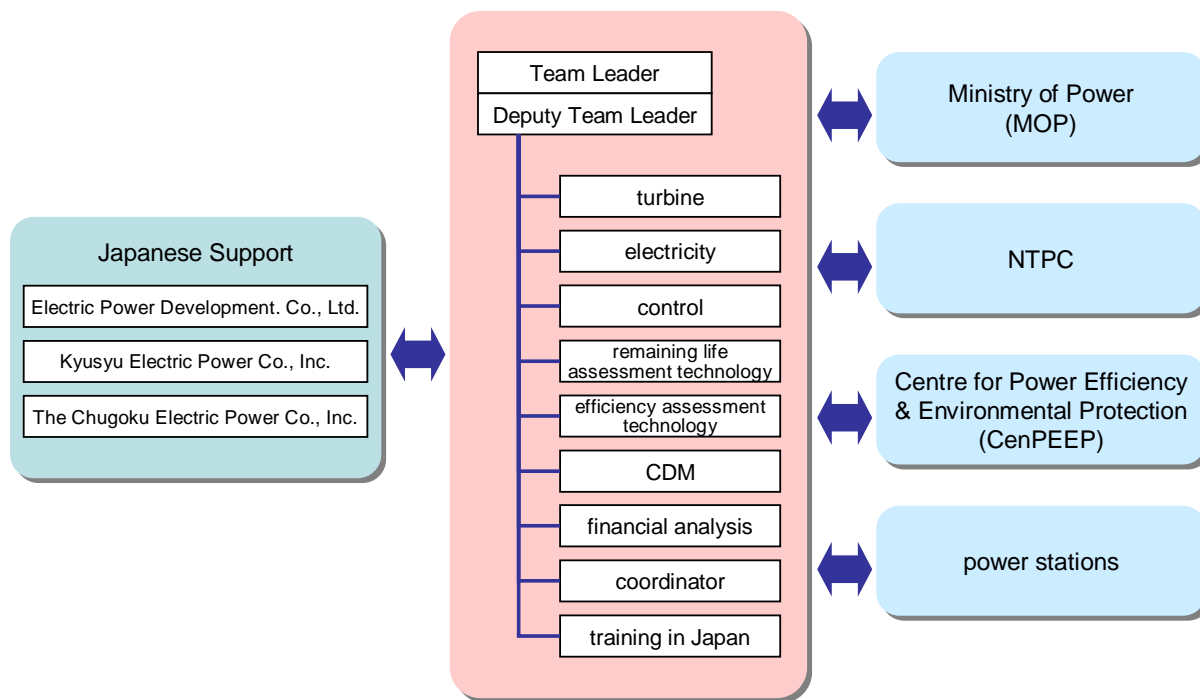 Japanese Support
Electric Power Development. Co., Ltd.
Kyusyu Electric Power Co., Inc.
The Chugoku Electric Power Co., Inc.
Team Leader
Deputy Team Leader
turbine
electricity
control
remaining life
assessment technology
efficiency assessment
technology
CDM
financial analysis
coordinator
training in Japan
Ministry of Power
(MOP)
NTPC
Centre for Power Efficiency
& Environmental Protection
(CenPEEP)
power stations